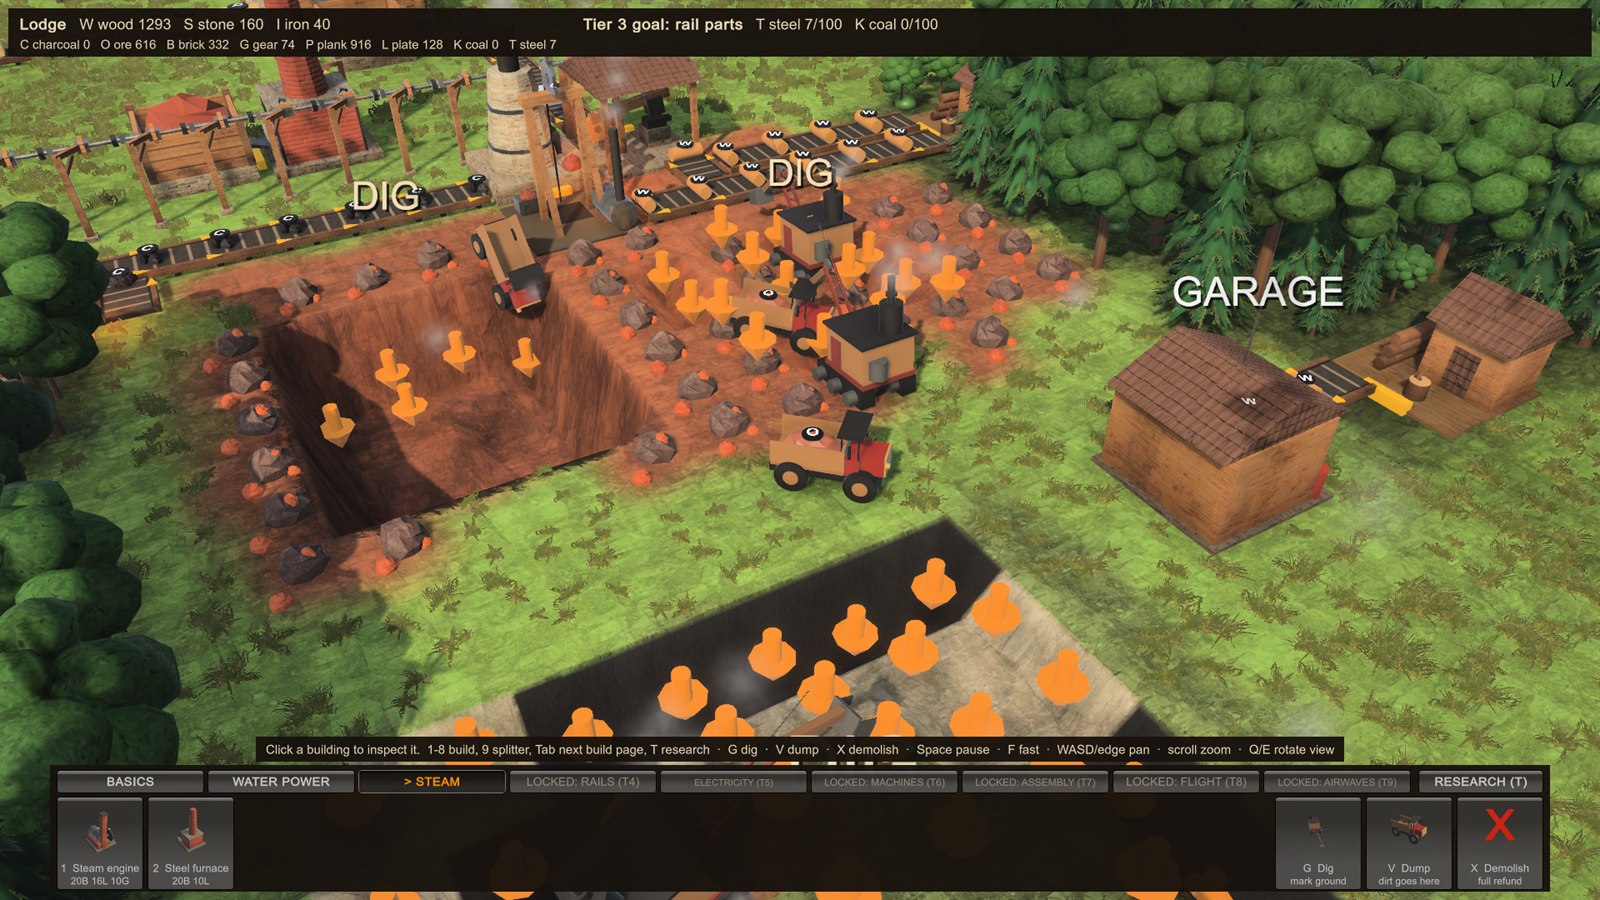 Lodge W wood 1293 S stone 160 I iron 40
Tier 3 goal: rail parts T steel 7/100 K coal 0/100
C charcoal 0 O ore 616 B brick 332 G gear 74 P plank 916 L plate 128 K coal 0 T steel 7
DIG
DIG
GARAGE
Click a building to inspect it. 1-8 build, 9 splitter, Tab next build page, T research · G dig · V dump · X demolish · Space pause · F fast · WASD/edge pan · scroll zoom · Q/E rotate view
BASICS
WATER POWER
> STEAM
LOCKED: RAILS (T4)
ELECTRICITY (T5)
LOCKED: MACHINES (T6)
LOCKED: ASSEMBLY (T7)
LOCKED: FLIGHT (T8)
LOCKED: AIRWAVES (T9)
RESEARCH (T)
1 Steam engine
20B 16L 10G
2 Steel furnace
20B 10L
G Dig
mark ground
V Dump
dirt goes here
X Demolish
full refund